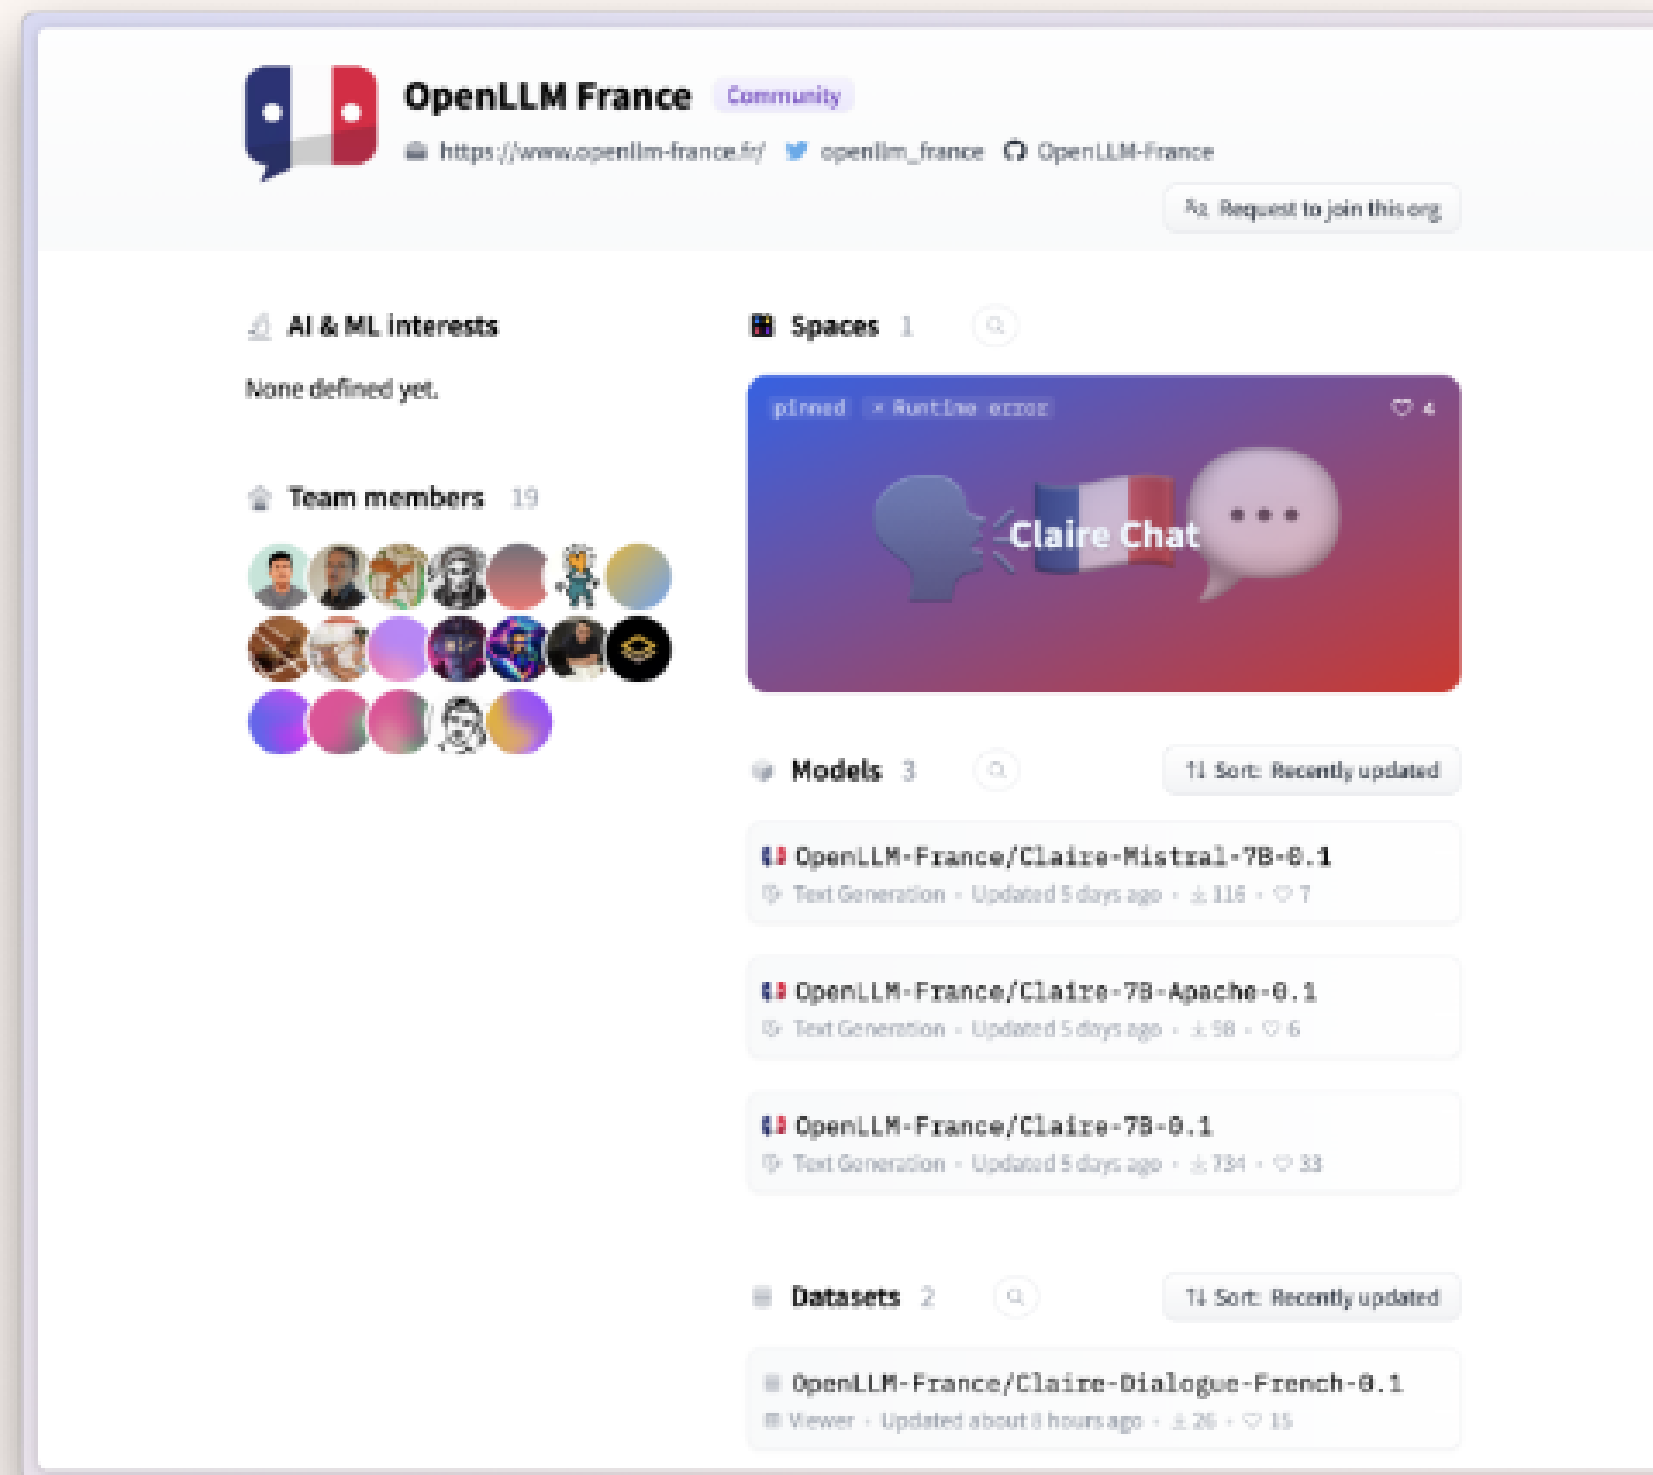 OpenLLM France Community
https://www.openllm-france.fr/ openllm_france OpenLLM-France
Request to join this org
AI & ML interests
None defined yet.
Team members 19
Spaces 1
pinned × Runtime error 4
Claire Chat
Models 3
↑↓ Sort: Recently updated
OpenLLM-France/Claire-Mistral-7B-0.1
Text Generation • Updated 5 days ago • 116 • 7
OpenLLM-France/Claire-7B-Apache-0.1
Text Generation • Updated 5 days ago • 98 • 6
OpenLLM-France/Claire-7B-0.1
Text Generation • Updated 5 days ago • 734 • 33
Datasets 2
↑↓ Sort: Recently updated
OpenLLM-France/Claire-Dialogue-French-0.1
Viewer • Updated about 8 hours ago • 26 • 15